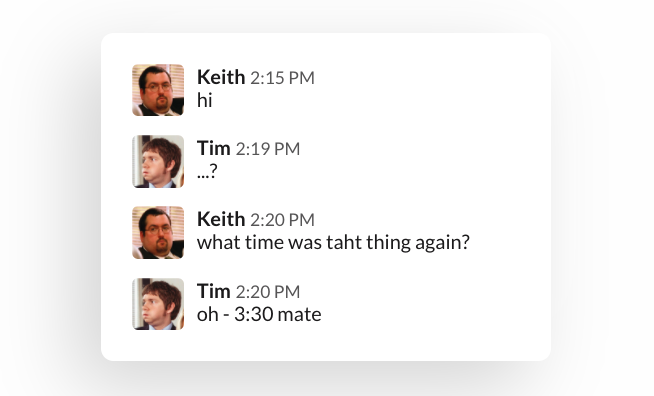 Keith 2:15 PM
hi
Tim 2:19 PM
...?
Keith 2:20 PM
what time was taht thing again?
Tim 2:20 PM
oh - 3:30 mate